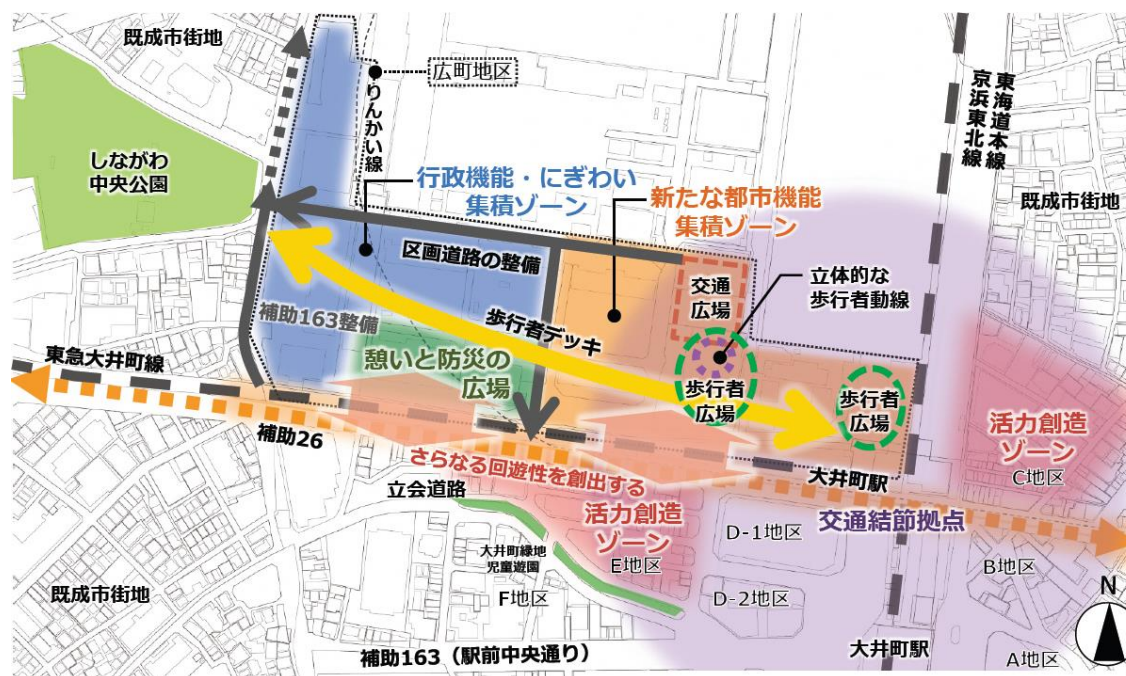 既成市街地
広町地区
りんかい線
東海道本線
京浜東北線
しながわ
中央公園
行政機能・にぎわい
集積ゾーン
新たな都市機能
集積ゾーン
既成市街地
区画道路の整備
交通
広場
立体的な
歩行者動線
補助163整備
歩行者デッキ
東急大井町線
憩いと防災の
広場
歩行者
広場
歩行者
広場
補助26
活力創造
ゾーン
C地区
さらなる回遊性を創出する
大井町駅
立会道路
活力創造
ゾーン
E地区
交通結節拠点
D-1地区
大井町緑地
児童遊園
B地区
既成市街地
F地区
D-2地区
N
補助163（駅前中央通り）
大井町駅
A地区